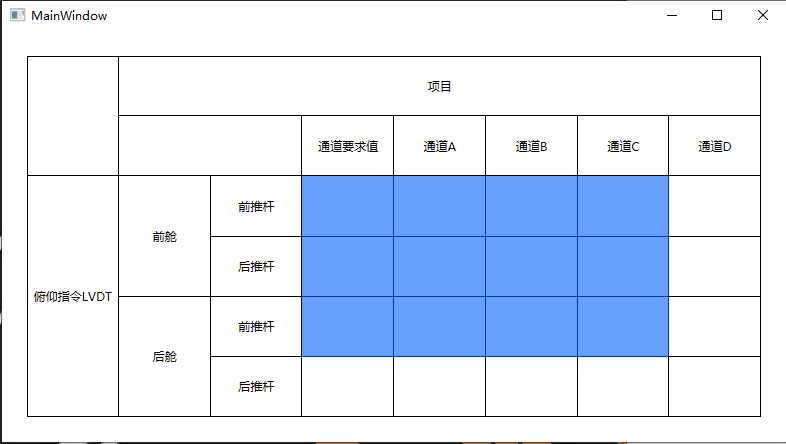 MainWindow
项目
通道要求值
通道A
通道B
通道C
通道D
俯仰指令LVDT
前舱
前推杆
后推杆
后舱
前推杆
后推杆